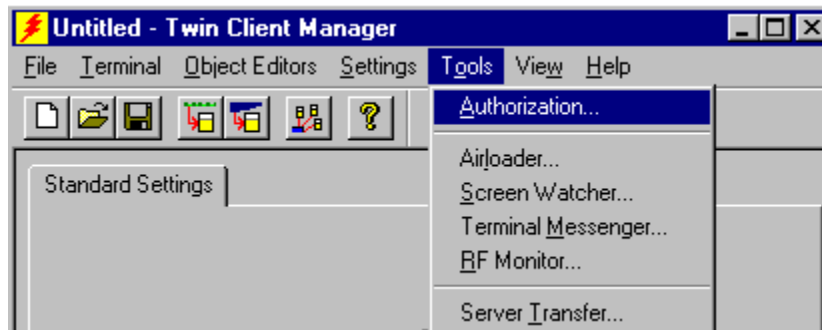 Untitled - Twin Client Manager
File Terminal Object Editors Settings Tools View Help
Authorization...
Airloader...
Standard Settings
Screen Watcher...
Terminal Messenger...
RF Monitor...
Server Transfer...